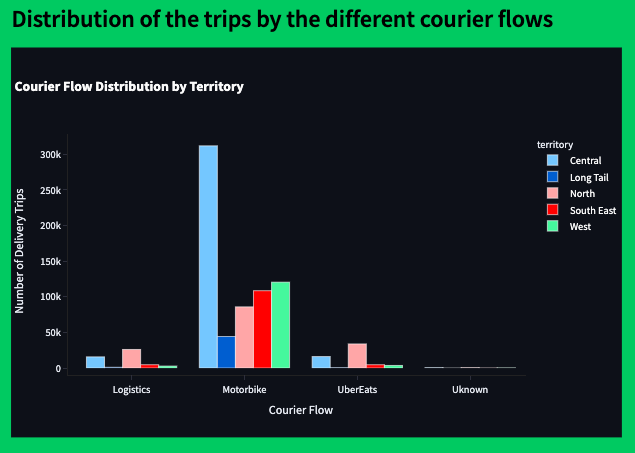 Distribution of the trips by the different courier flows
Courier Flow Distribution by Territory
territory
Central
Long Tail
North
South East
West
Number of Delivery Trips
300k
250k
200k
150k
100k
50k
0
Logistics
Motorbike
UberEats
Uknown
Courier Flow